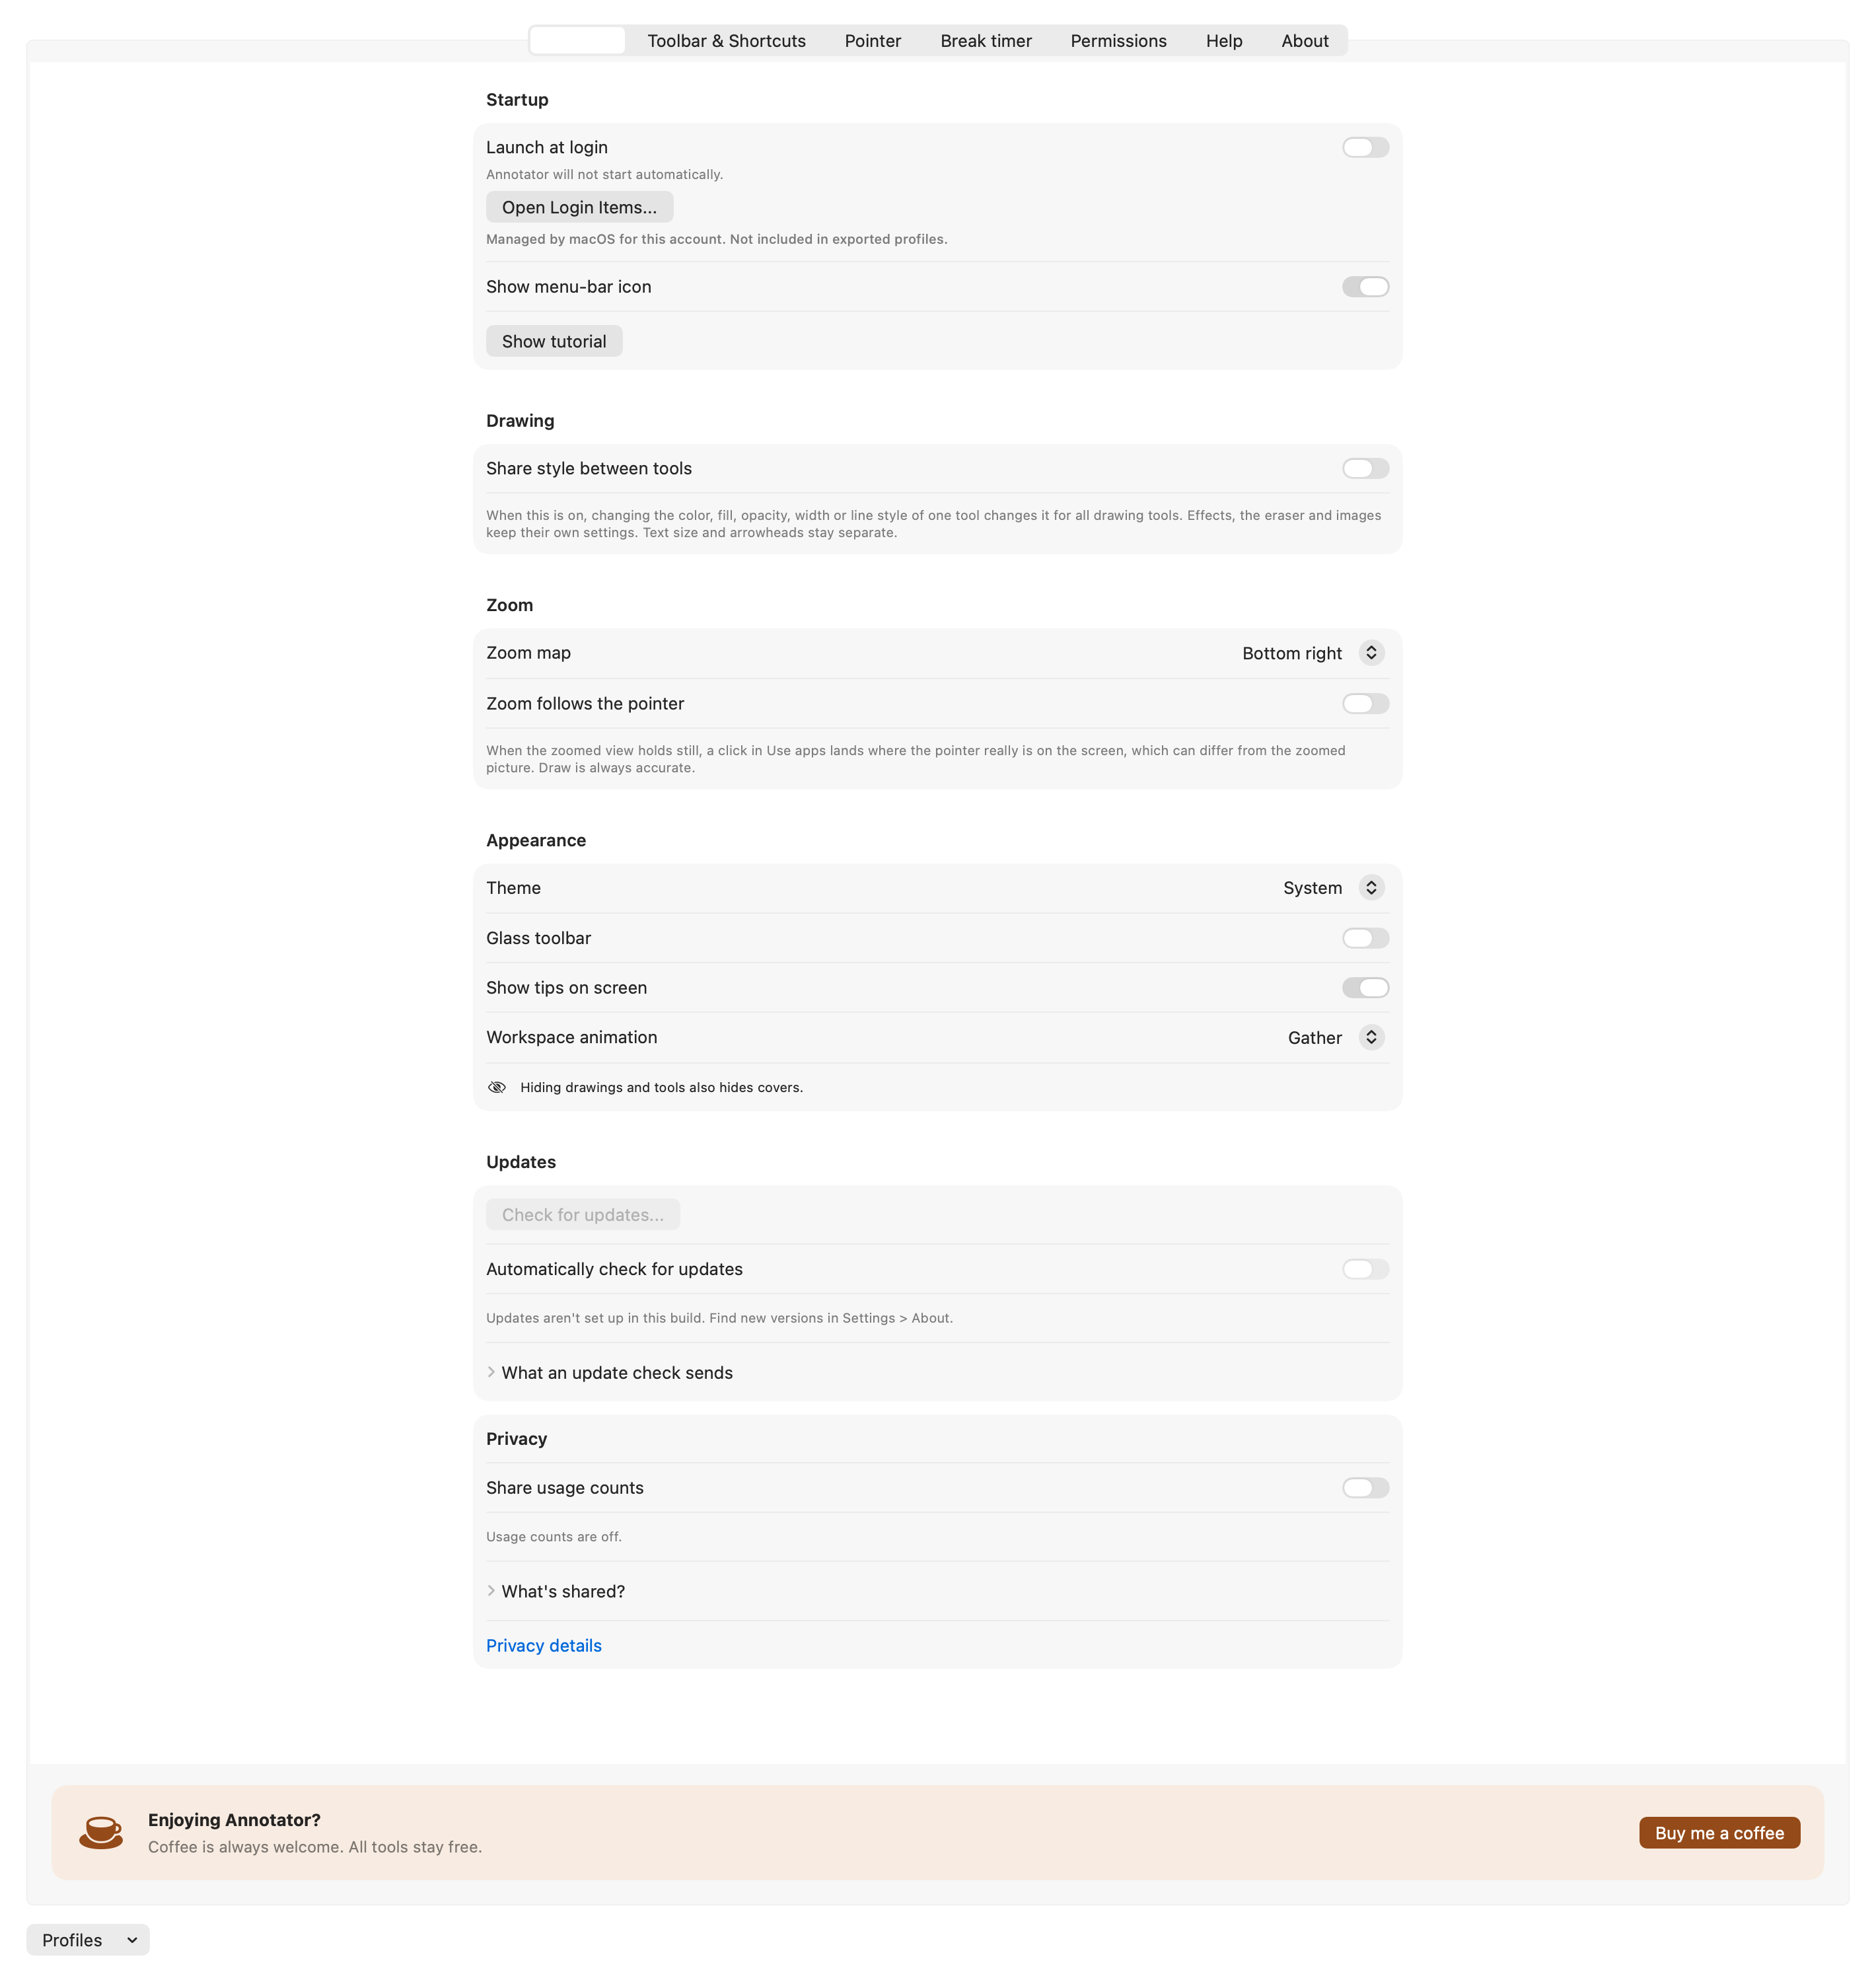 Toolbar & Shortcuts
Pointer
Break timer
Permissions
Help
About
Startup
Launch at login
Annotator will not start automatically.
Open Login Items...
Managed by macOS for this account. Not included in exported profiles.
Show menu-bar icon
Show tutorial
Drawing
Share style between tools
When this is on, changing the color, fill, opacity, width or line style of one tool changes it for all drawing tools. Effects, the eraser and images
keep their own settings. Text size and arrowheads stay separate.
Zoom
Zoom map
Bottom right
Zoom follows the pointer
When the zoomed view holds still, a click in Use apps lands where the pointer really is on the screen, which can differ from the zoomed
picture. Draw is always accurate.
Appearance
Theme
System
Glass toolbar
Show tips on screen
Workspace animation
Gather
Hiding drawings and tools also hides covers.
Updates
Check for updates...
Automatically check for updates
Updates aren't set up in this build. Find new versions in Settings > About.
What an update check sends
Privacy
Share usage counts
Usage counts are off.
What's shared?
Privacy details
Enjoying Annotator?
Coffee is always welcome. All tools stay free.
Buy me a coffee
Profiles